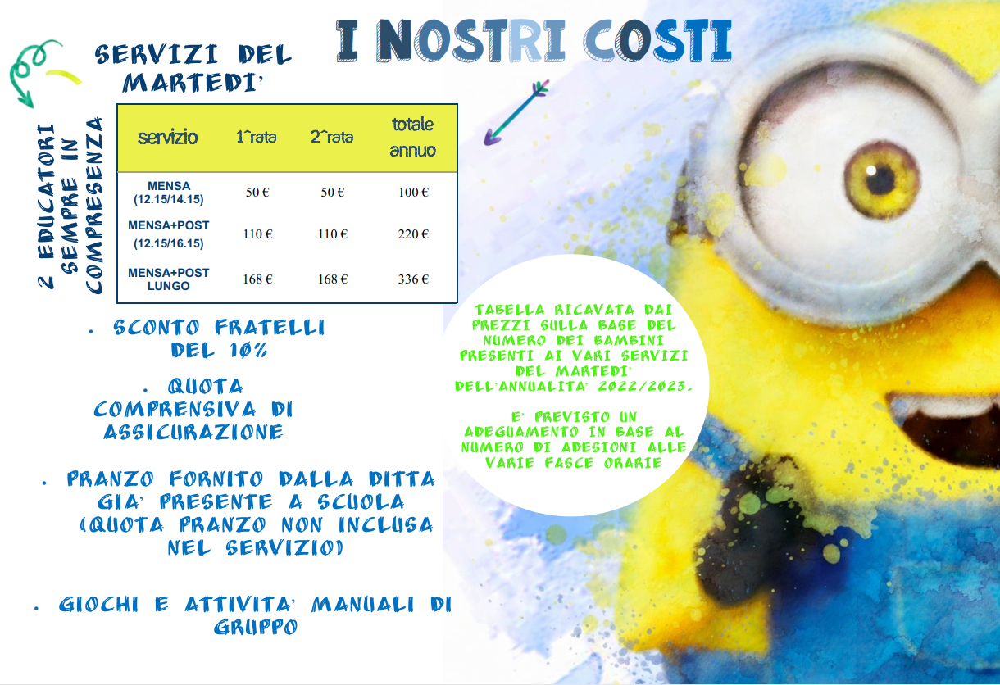 I NOSTRI COSTI
SERVIZI DEL
MARTEDI'
2 EDUCATORI
SEMPRE IN
COMPRESENZA
servizio 1^rata 2^rata totale annuo
MENSA
(12.15/14.15) 50 € 50 € 100 €
MENSA+POST
(12.15/16.15) 110 € 110 € 220 €
MENSA+POST
LUNGO 168 € 168 € 336 €
. SCONTO FRATELLI
DEL 10%
. QUOTA
COMPRENSIVA DI
ASSICURAZIONE
. PRANZO FORNITO DALLA DITTA
GIA' PRESENTE A SCUOLA
(QUOTA PRANZO NON INCLUSA
NEL SERVIZIO)
. GIOCHI E ATTIVITA' MANUALI DI
GRUPPO
TABELLA RICAVATA DAI
PREZZI SULLA BASE DEL
NUMERO DEI BAMBINI
PRESENTI AI VARI SERVIZI
DEL MARTEDI'
DELL'ANNUALITA' 2022/2023.
E' PREVISTO UN
ADEGUAMENTO IN BASE AL
NUMERO DI ADESIONI ALLE
VARIE FASCE ORARIE